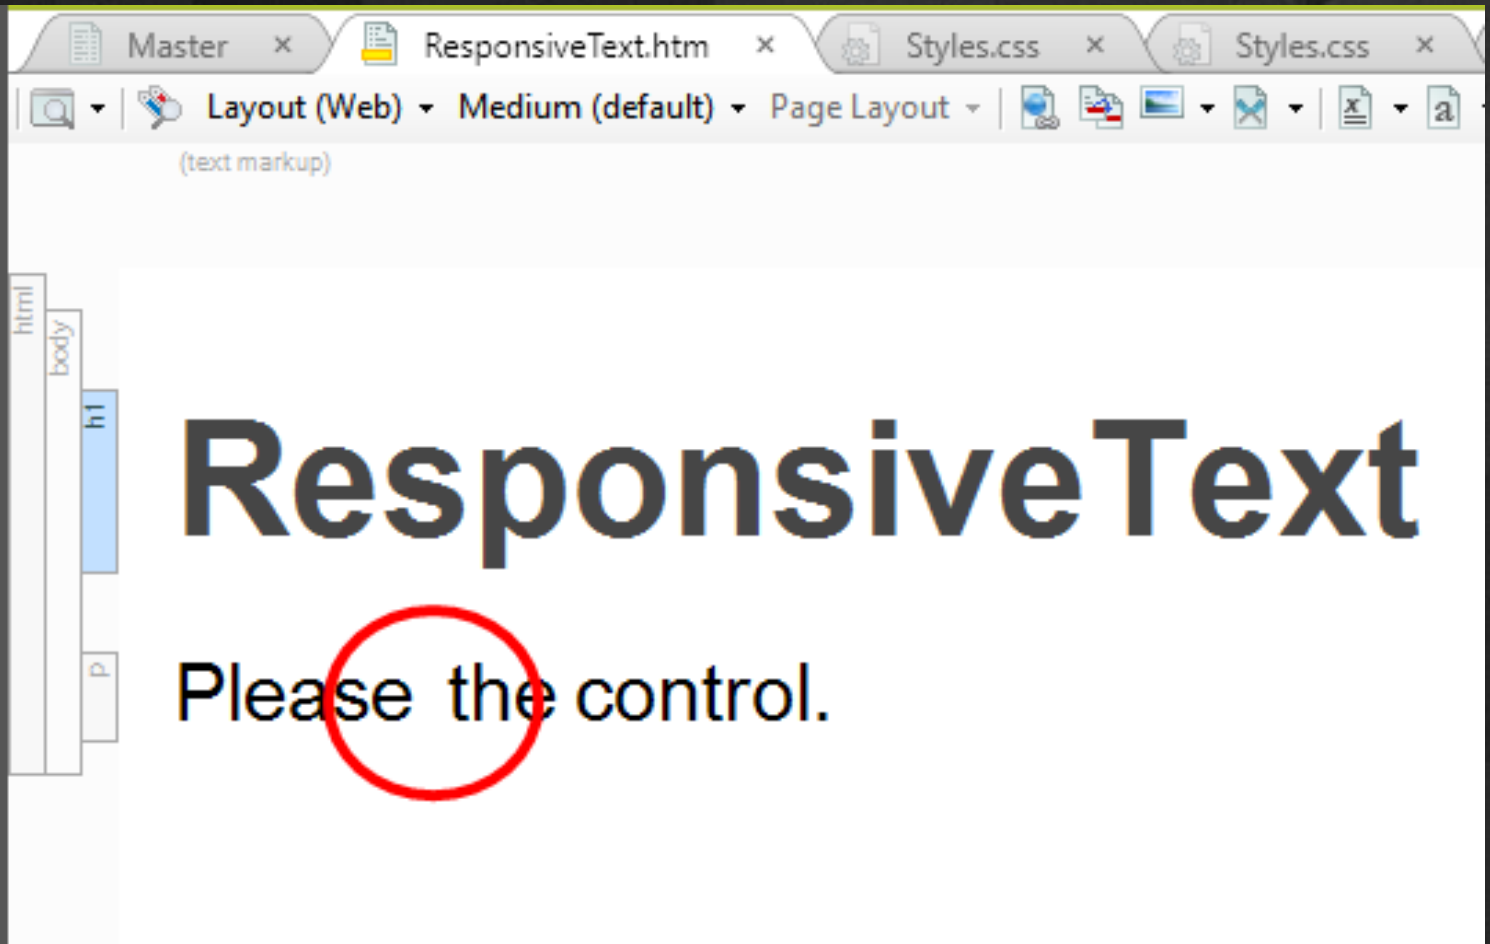 Master ResponsiveText.htm Styles.css Styles.css
Layout (Web) Medium (default) Page Layout
(text markup)
html
body
h1
ResponsiveText
p
Please the control.